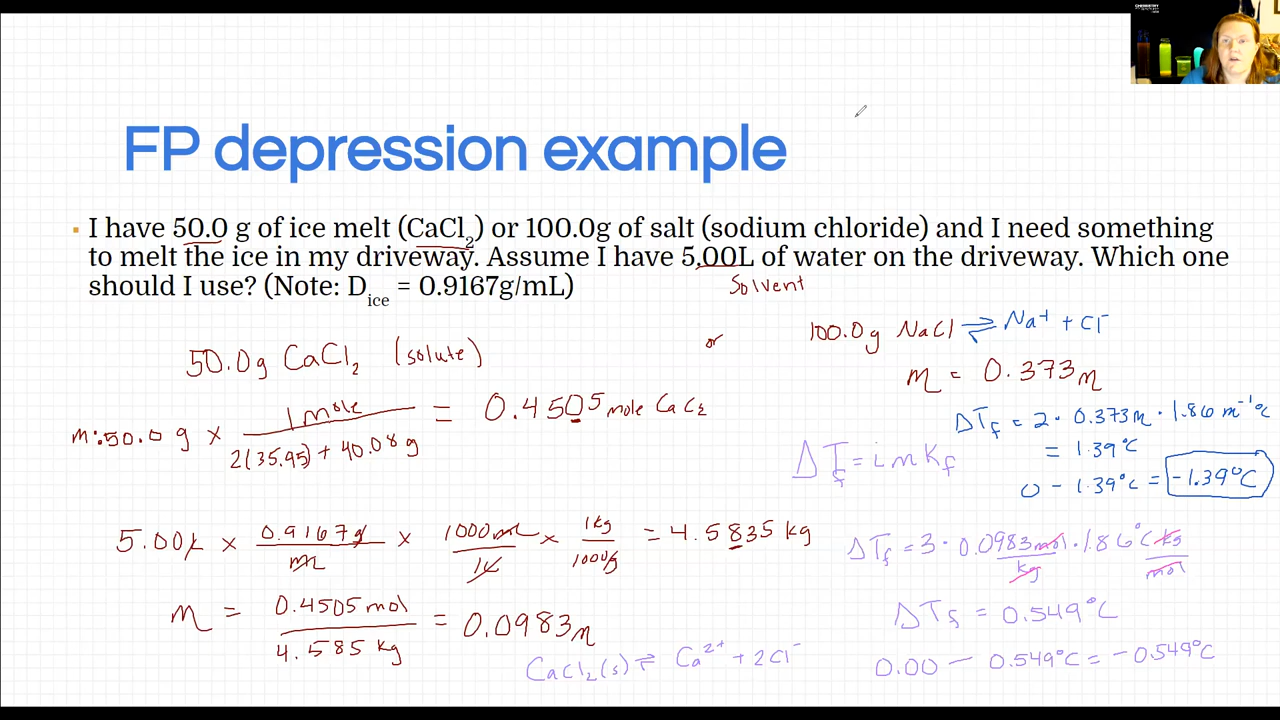 FP depression example
▪ I have 50.0 g of ice melt (CaCl₂) or 100.0g of salt (sodium chloride) and I need something
to melt the ice in my driveway. Assume I have 5.00L of water on the driveway. Which one
should I use? (Note: D_ice = 0.9167g/mL)
Solvent
50.0g CaCl₂ (solute)
or
100.0g NaCl ⇌ Na⁺ + Cl⁻
m = 0.373m
m: 50.0 g × 1 mole / 2(35.45) + 40.08 g = 0.4505 mole CaCl₂
ΔT_f = 2 · 0.373m · 1.86 m⁻¹ °C
= 1.39°C
0 - 1.39°C = -1.39°C
ΔT_f = i m K_f
5.00L × 0.9167g / mL × 1000mL / 1L × 1kg / 1000g = 4.5835 kg
ΔT_f = 3 · 0.0983 mol / kg · 1.86 °C kg / mol
m = 0.4505 mol / 4.585 kg = 0.0983m
ΔT_f = 0.549°C
CaCl₂(s) ⇌ Ca²⁺ + 2Cl⁻
0.00 — 0.549°C = -0.549°C